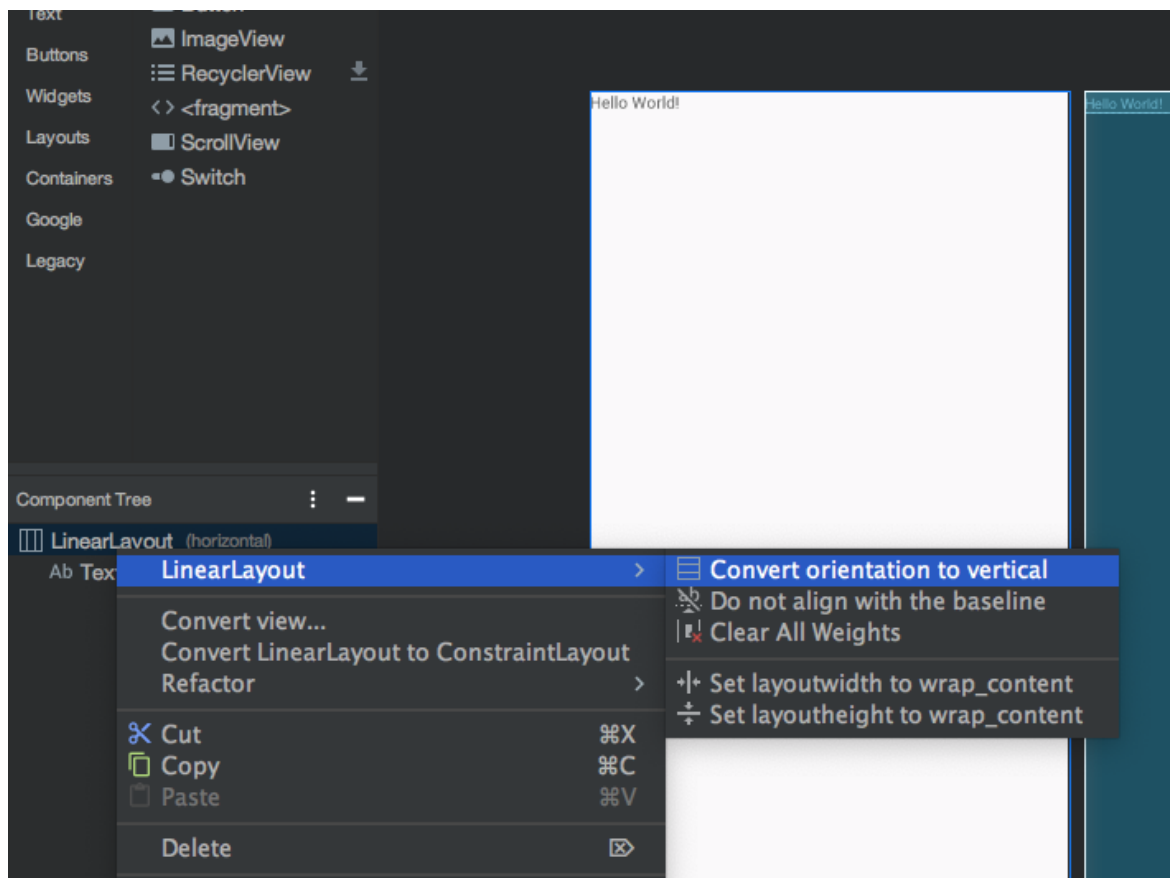 Text
Buttons
Widgets
Layouts
Containers
Google
Legacy
Button
ImageView
RecyclerView
<fragment>
ScrollView
Switch
Hello World!
Hello World!
Component Tree
LinearLayout (horizontal)
Ab Tex
LinearLayout >
Convert view...
Convert LinearLayout to ConstraintLayout
Refactor >
Cut ⌘X
Copy ⌘C
Paste ⌘V
Delete ⌦
Convert orientation to vertical
Do not align with the baseline
Clear All Weights
Set layoutwidth to wrap_content
Set layoutheight to wrap_content